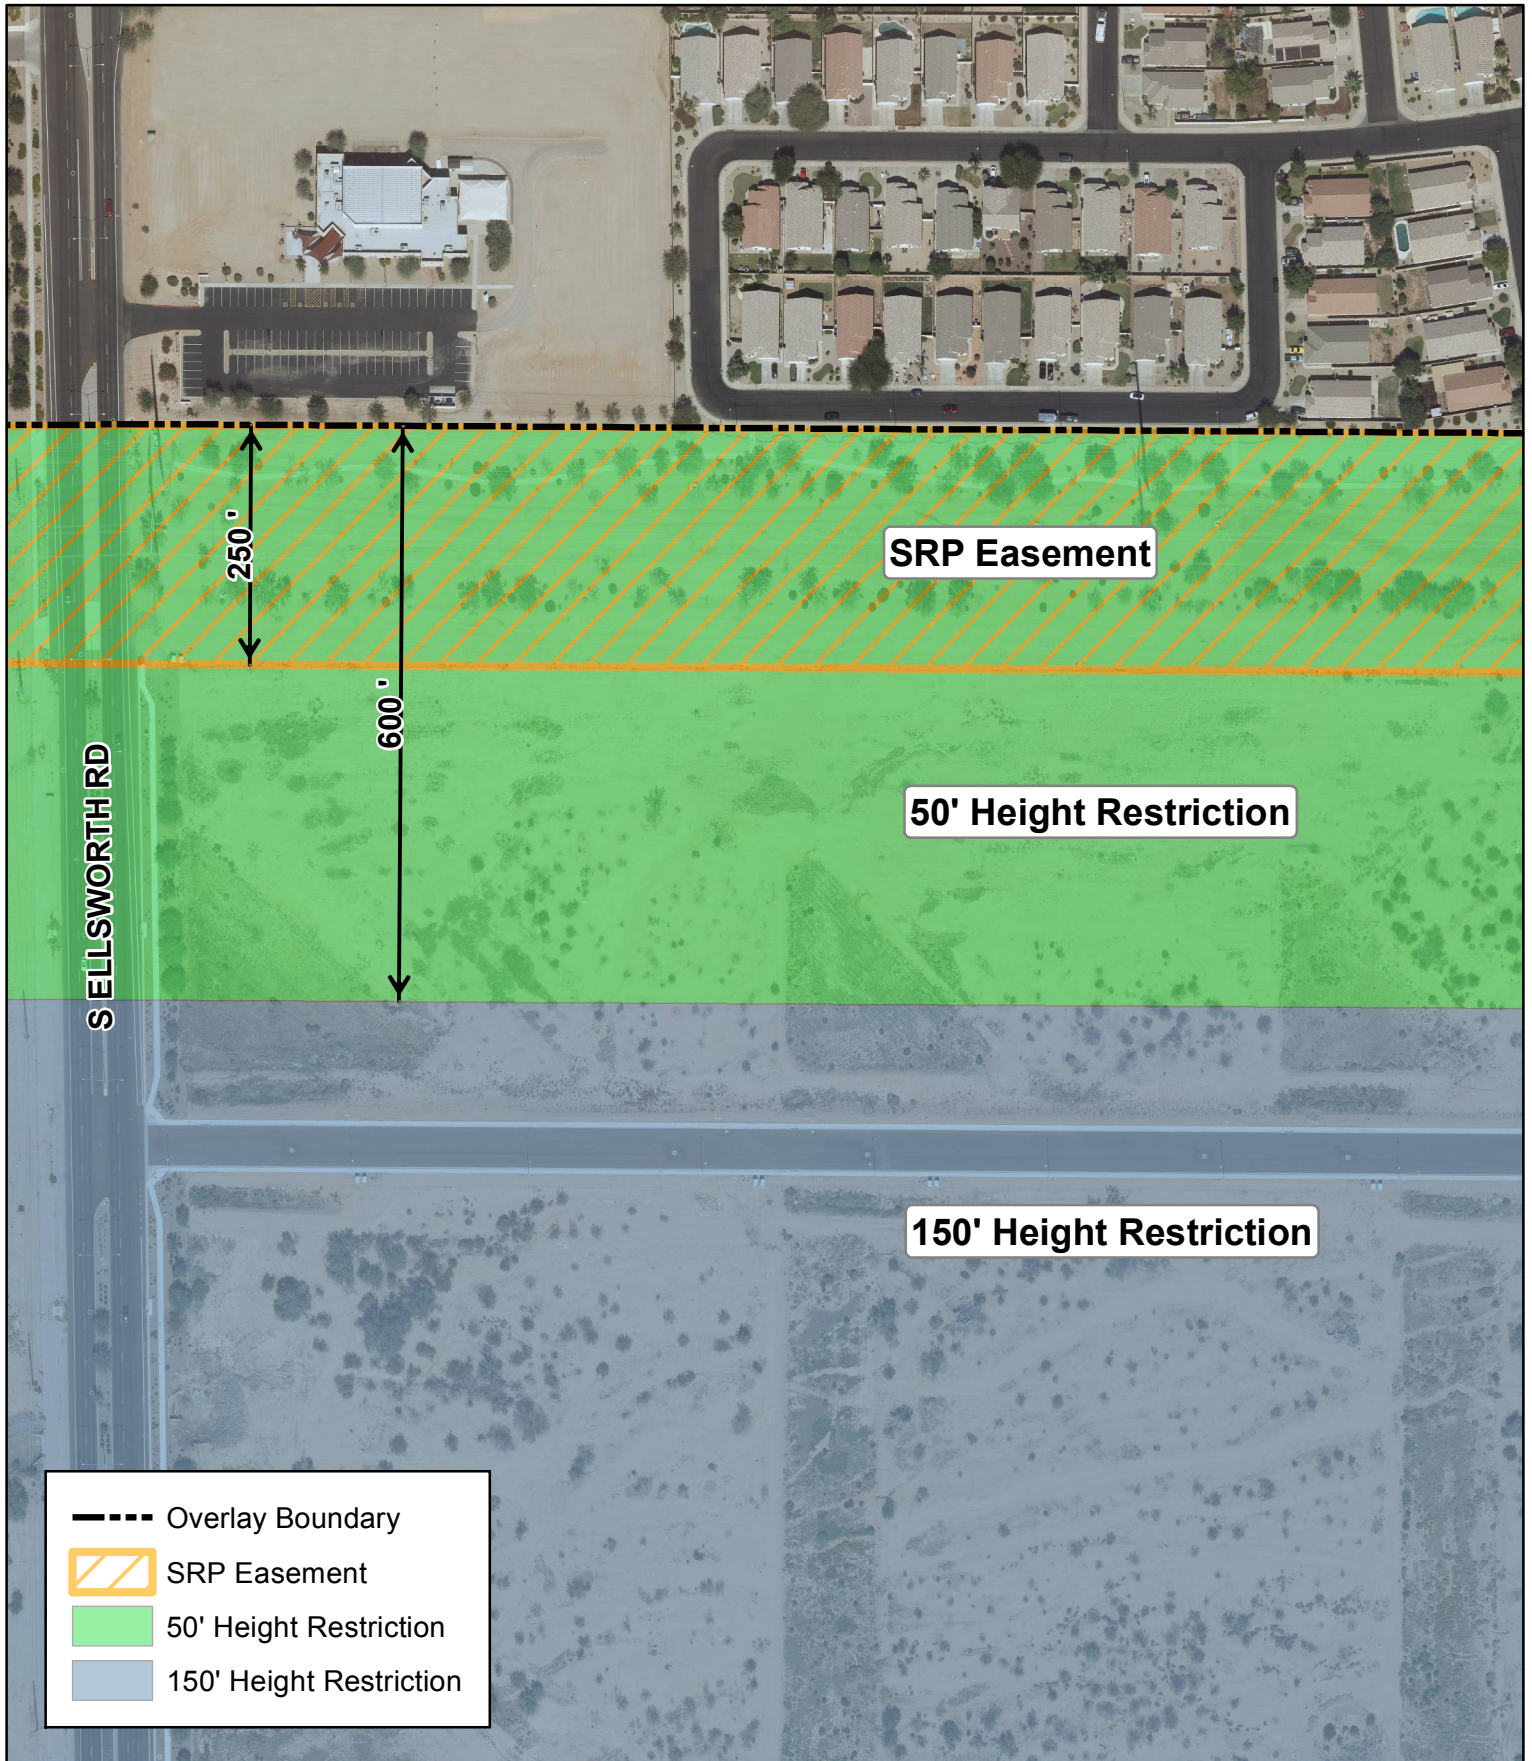 250 '
SRP Easement
600 '
S ELLSWORTH RD
50' Height Restriction
150' Height Restriction
Overlay Boundary
SRP Easement
50' Height Restriction
150' Height Restriction